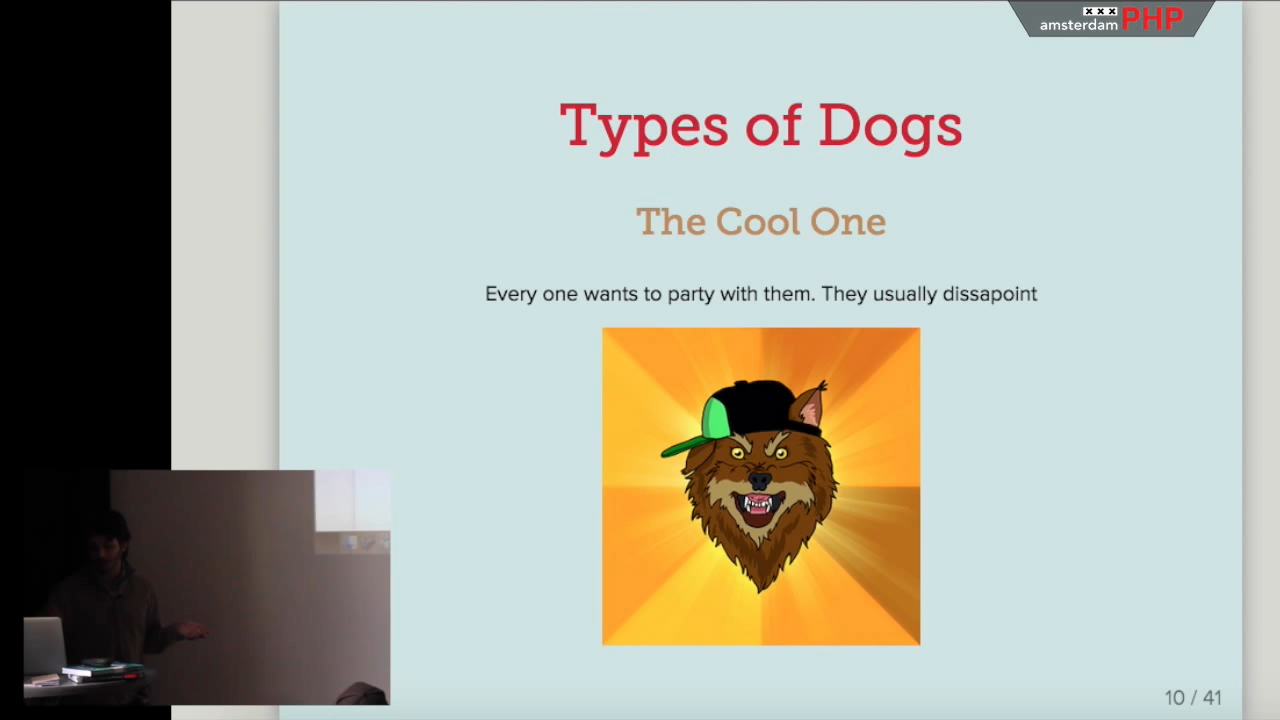 xxx
amsterdam PHP
Types of Dogs
The Cool One
Every one wants to party with them. They usually dissapoint
10 / 41